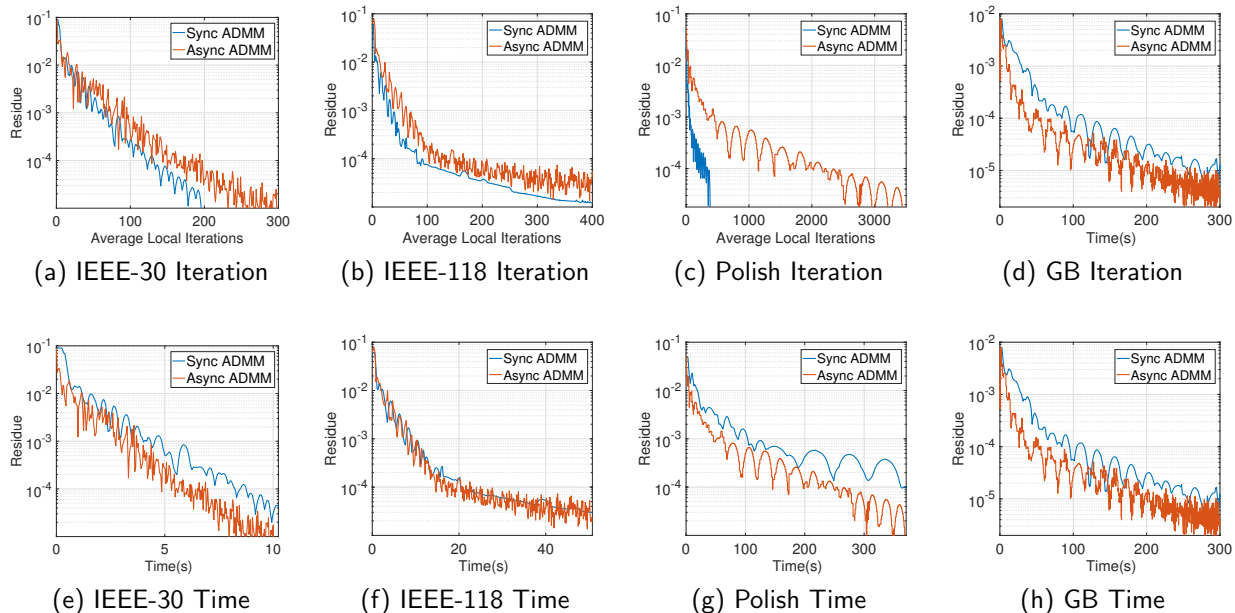 10^-1
10^-2
10^-3
10^-4
Residue
Sync ADMM
Async ADMM
0 100 200 300
Average Local Iterations
(a) IEEE-30 Iteration
10^-1
10^-2
10^-3
10^-4
Residue
Sync ADMM
Async ADMM
0 100 200 300 400
Average Local Iterations
(b) IEEE-118 Iteration
10^-1
10^-2
10^-3
10^-4
Residue
Sync ADMM
Async ADMM
0 1000 2000 3000
Average Local Iterations
(c) Polish Iteration
10^-2
10^-3
10^-4
10^-5
Residue
Sync ADMM
Async ADMM
0 100 200 300
Time(s)
(d) GB Iteration
10^-1
10^-2
10^-3
10^-4
Residue
Sync ADMM
Async ADMM
0 5 10
Time(s)
(e) IEEE-30 Time
10^-1
10^-2
10^-3
10^-4
Residue
Sync ADMM
Async ADMM
0 20 40
Time(s)
(f) IEEE-118 Time
10^-1
10^-2
10^-3
10^-4
Residue
Sync ADMM
Async ADMM
0 100 200 300
Time(s)
(g) Polish Time
10^-2
10^-3
10^-4
10^-5
Residue
Sync ADMM
Async ADMM
0 100 200 300
Time(s)
(h) GB Time